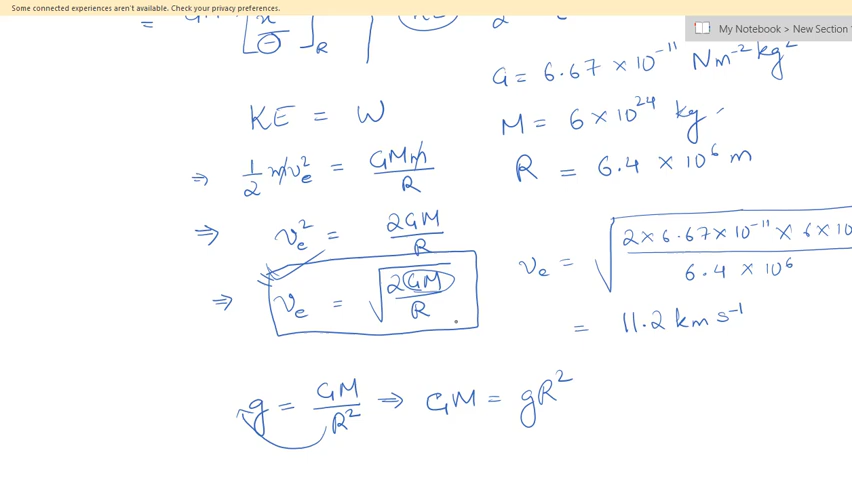 Some connected experiences aren't available. Check your privacy preferences.
My Notebook > New Section 1
G = 6.67 × 10⁻¹¹ Nm⁻² kg²
KE = W
M = 6 × 10²⁴ kg
⇒ 1/2 mvₑ² = GMm/R
R = 6.4 × 10⁶ m
⇒ vₑ² = 2GM/R
vₑ = √(2 × 6.67 × 10⁻¹¹ × 6 × 10 / 6.4 × 10⁶)
⇒ vₑ = √(2GM/R)
= 11.2 km s⁻¹
g = GM/R² ⇒ GM = gR²